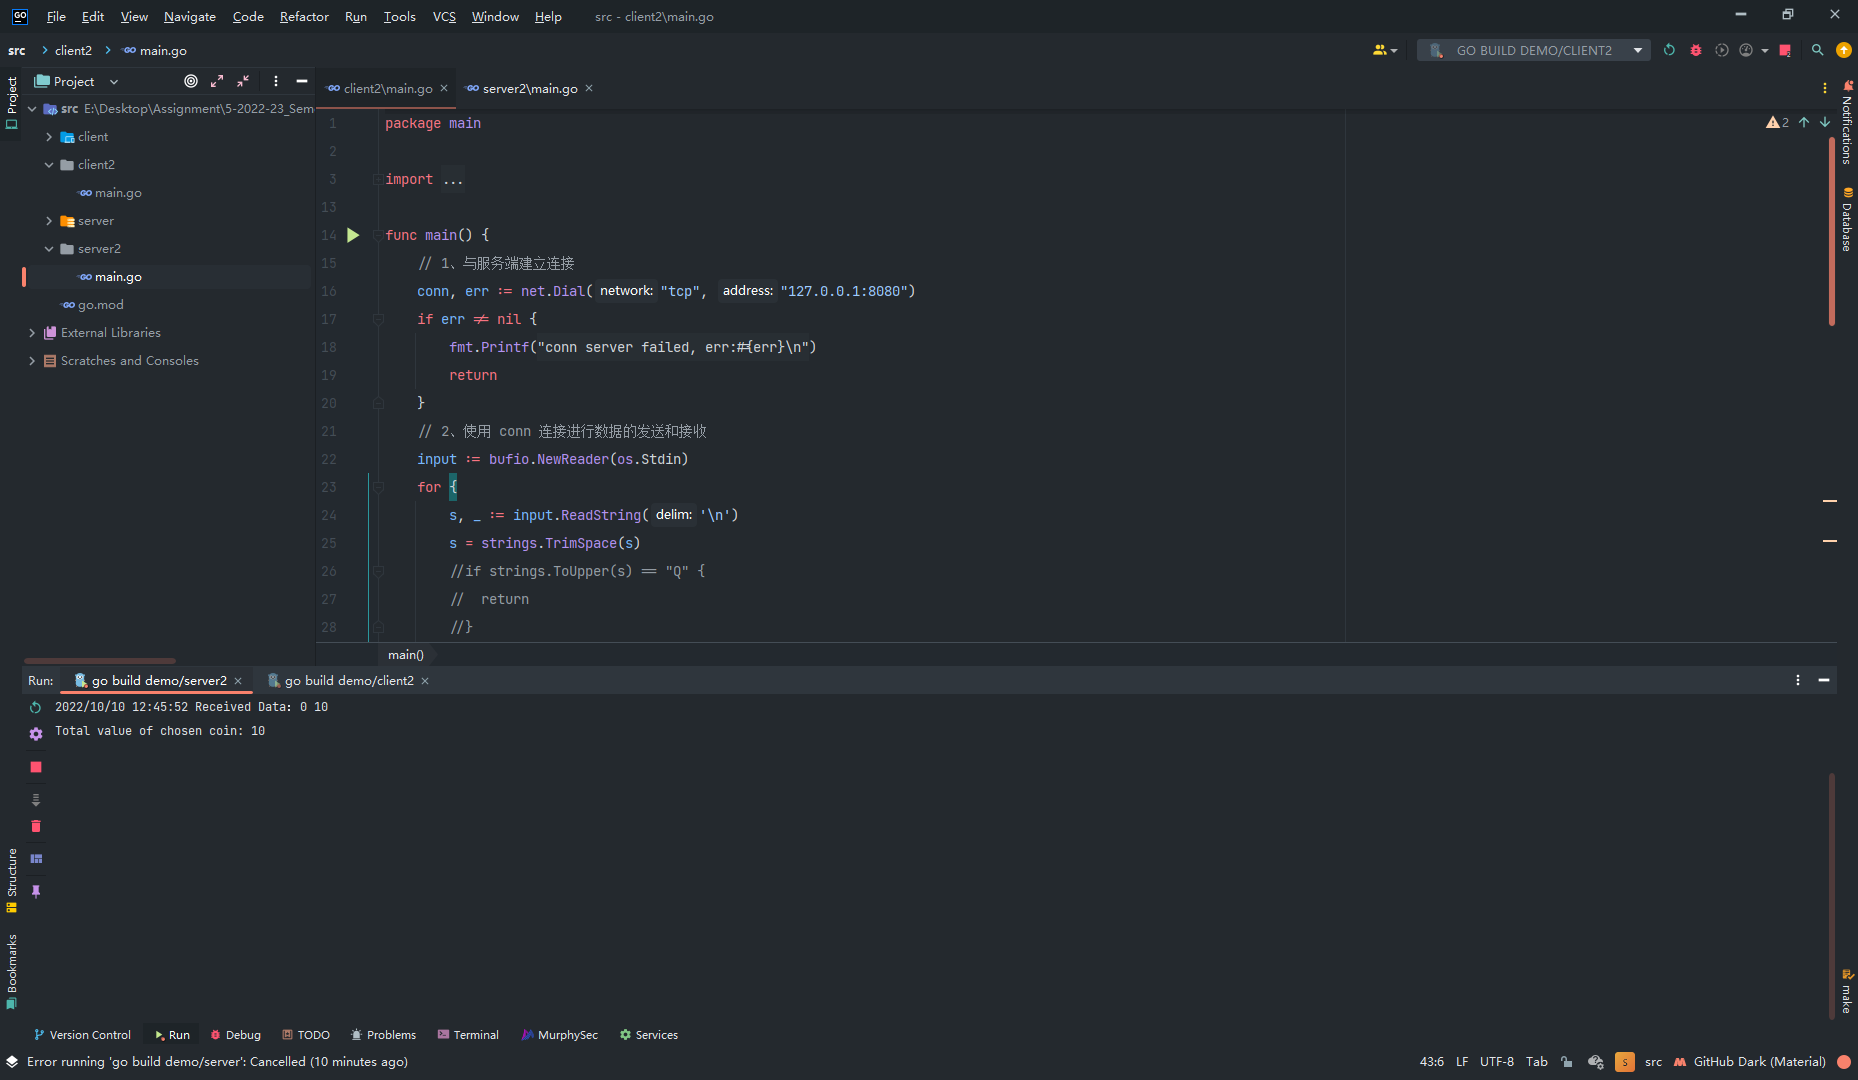 File Edit View Navigate Code Refactor Run Tools VCS Window Help src - client2\main.go
src client2 main.go GO BUILD DEMO/CLIENT2
Project client2\main.go server2\main.go
src E:\Desktop\Assignment\5-2022-23_Sem
client
client2
main.go
server
server2
main.go
go.mod
External Libraries
Scratches and Consoles
1 package main
2
3 import ...
13
14 func main() {
15 // 1、与服务端建立连接
16 conn, err := net.Dial( network: "tcp", address: "127.0.0.1:8080")
17 if err != nil {
18 fmt.Printf("conn server failed, err:#{err}\n")
19 return
20 }
21 // 2、使用 conn 连接进行数据的发送和接收
22 input := bufio.NewReader(os.Stdin)
23 for {
24 s, _ := input.ReadString( delim: '\n')
25 s = strings.TrimSpace(s)
26 //if strings.ToUpper(s) == "Q" {
27 // return
28 //}
2
main()
Project
Structure
Bookmarks
Notifications
Database
make
Run: go build demo/server2 go build demo/client2
2022/10/10 12:45:52 Received Data: 0 10
Total value of chosen coin: 10
Version Control Run Debug TODO Problems Terminal MurphySec Services
Error running 'go build demo/server': Cancelled (10 minutes ago) 43:6 LF UTF-8 Tab S src GitHub Dark (Material)